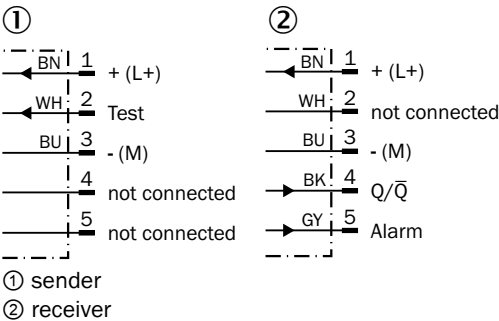 ① ②
BN 1 + (L+)
WH 2 Test
BU 3 - (M)
4 not connected
5 not connected
BN 1 + (L+)
WH 2 not connected
BU 3 - (M)
BK 4 Q/Q̅
GY 5 Alarm
① sender
② receiver